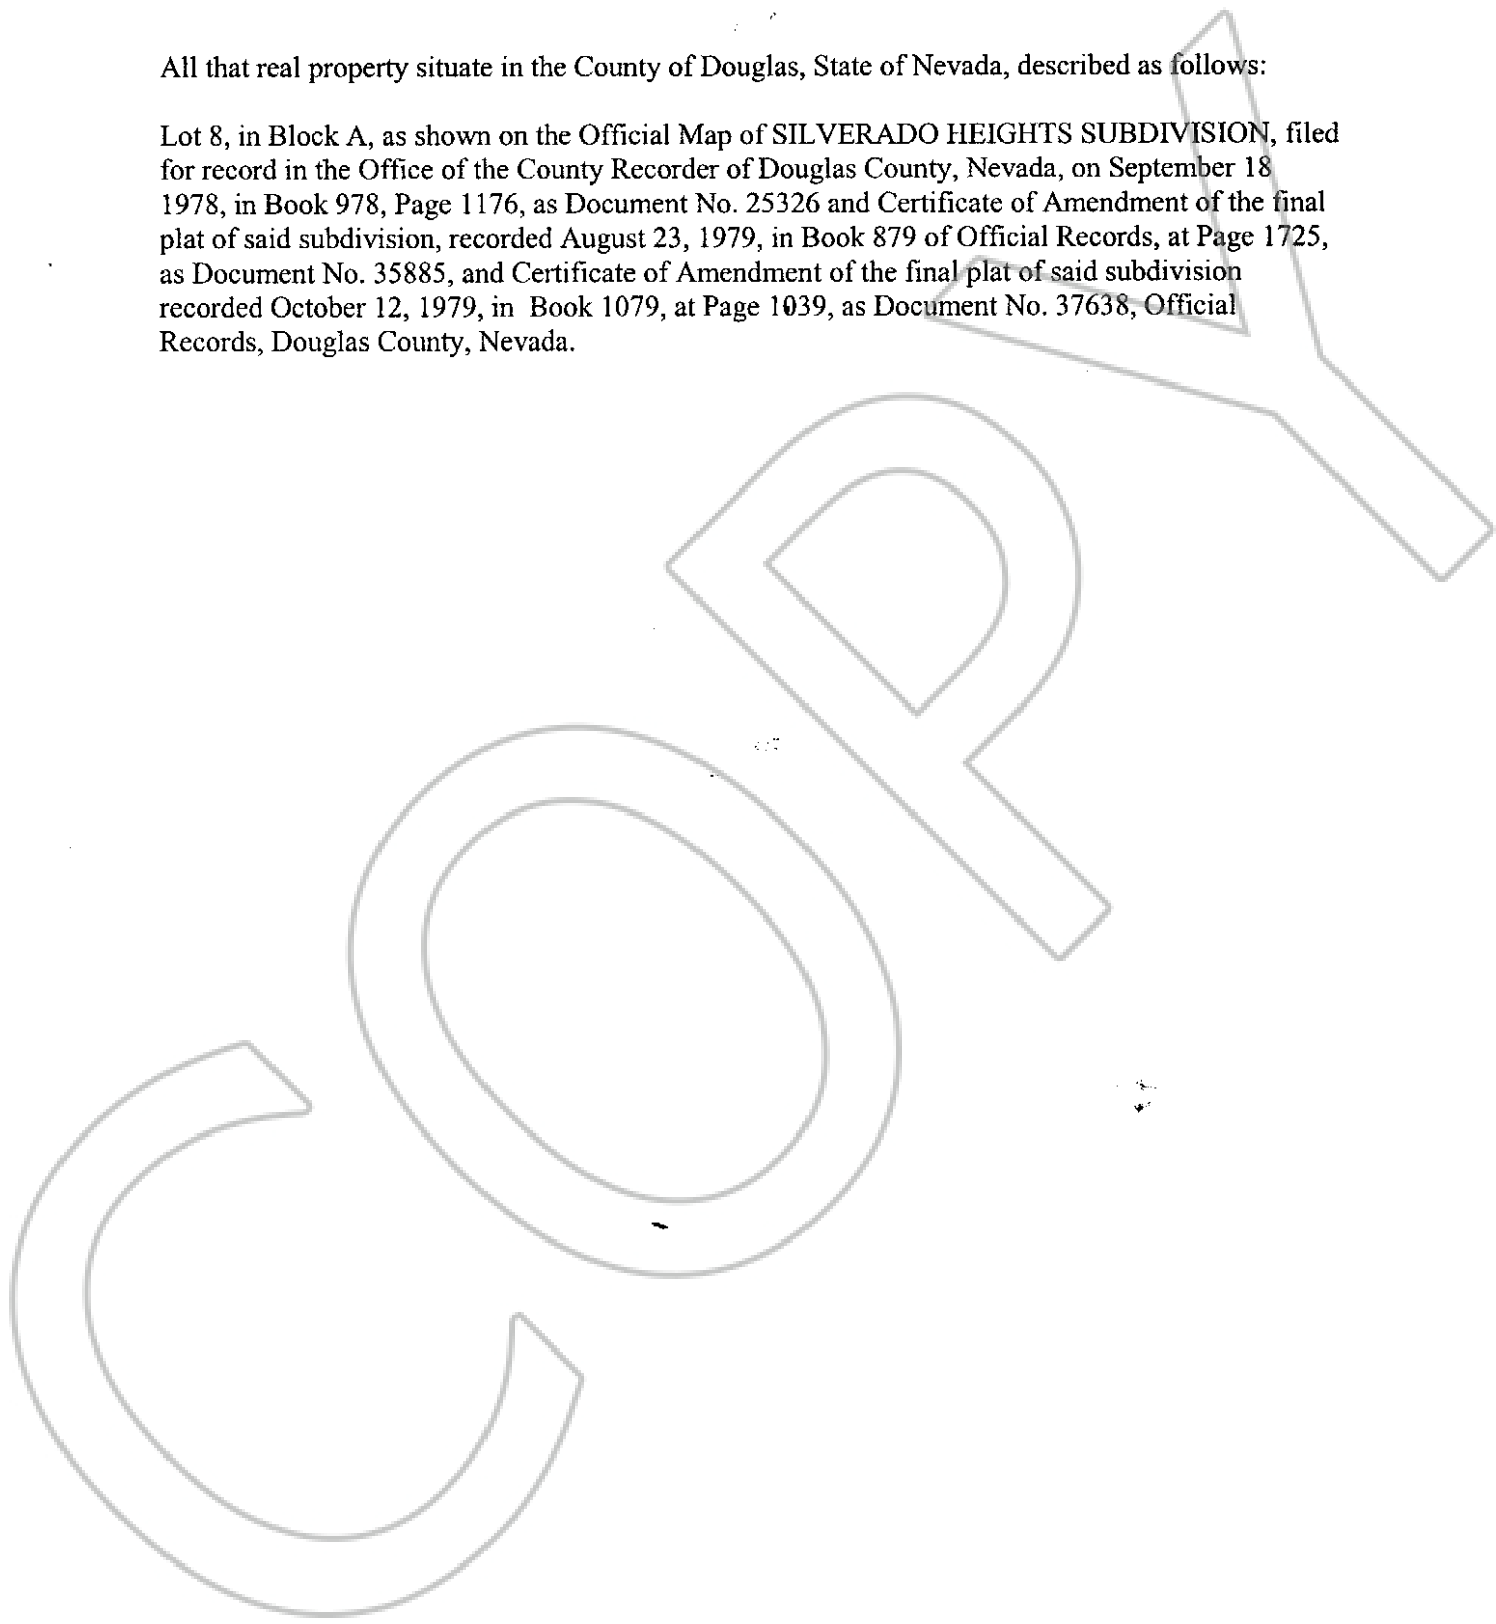 All that real property situate in the County of Douglas, State of Nevada, described as follows:
Lot 8, in Block A, as shown on the Official Map of SILVERADO HEIGHTS SUBDIVISION, filed
for record in the Office of the County Recorder of Douglas County, Nevada, on September 18
1978, in Book 978, Page 1176, as Document No. 25326 and Certificate of Amendment of the final
plat of said subdivision, recorded August 23, 1979, in Book 879 of Official Records, at Page 1725,
as Document No. 35885, and Certificate of Amendment of the final plat of said subdivision
recorded October 12, 1979, in Book 1079, at Page 1039, as Document No. 37638, Official
Records, Douglas County, Nevada.
COPY